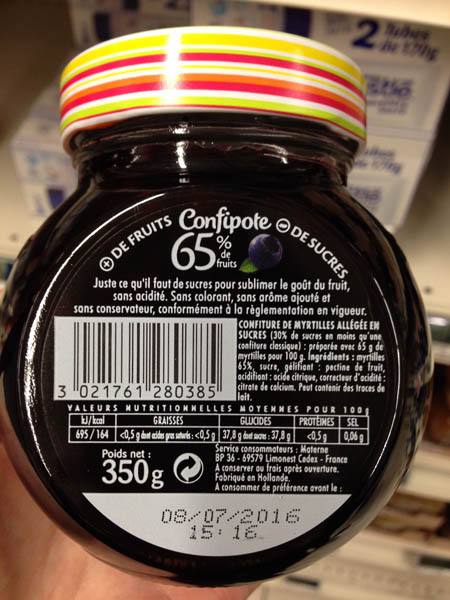 2 tubes
de 170g
⊕ DE FRUITS Confipote ⊖ DE SUCRES
65% de fruits
Juste ce qu'il faut de sucres pour sublimer le goût du fruit,
sans acidité. Sans colorant, sans arôme ajouté et
sans conservateur, conformément à la règlementation en vigueur.
CONFITURE DE MYRTILLES ALLÉGÉE EN
SUCRES (30% de sucres en moins qu'une
confiture classique) : préparée avec 65 g de
myrtilles pour 100 g. Ingrédients : myrtilles
65%, sucre, gélifiant : pectine de fruit,
acidifiant : acide citrique, correcteur d'acidité :
citrate de calcium. Peut contenir des traces de
lait.
3 021761 280385
VALEURS NUTRITIONNELLES MOYENNES POUR 100g
kJ/kcal GRAISSES GLUCIDES PROTÉINES SEL
695/164 <0,5 g dont acides gras saturés : <0,5 g 37,8 g dont sucres : 37,8 g <0,5 g 0,06 g
Poids net :
350g
Service consommateurs : Materne
BP 36 - 69579 Limonest Cedex - France
A conserver au frais après ouverture.
Fabriqué en Hollande.
A consommer de préférence avant le :
08/07/2016
15:16